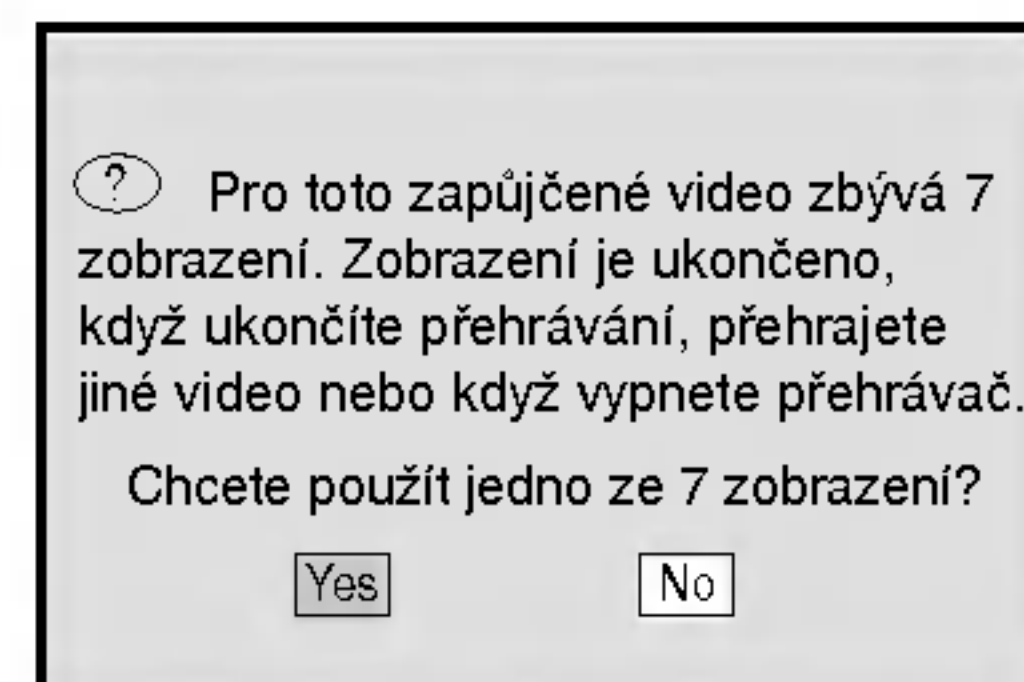 ? Pro toto zapůjčené video zbývá 7
zobrazení. Zobrazení je ukončeno,
když ukončíte přehrávání, přehrajete
jiné video nebo když vypnete přehrávač.
Chcete použít jedno ze 7 zobrazení?
Yes No